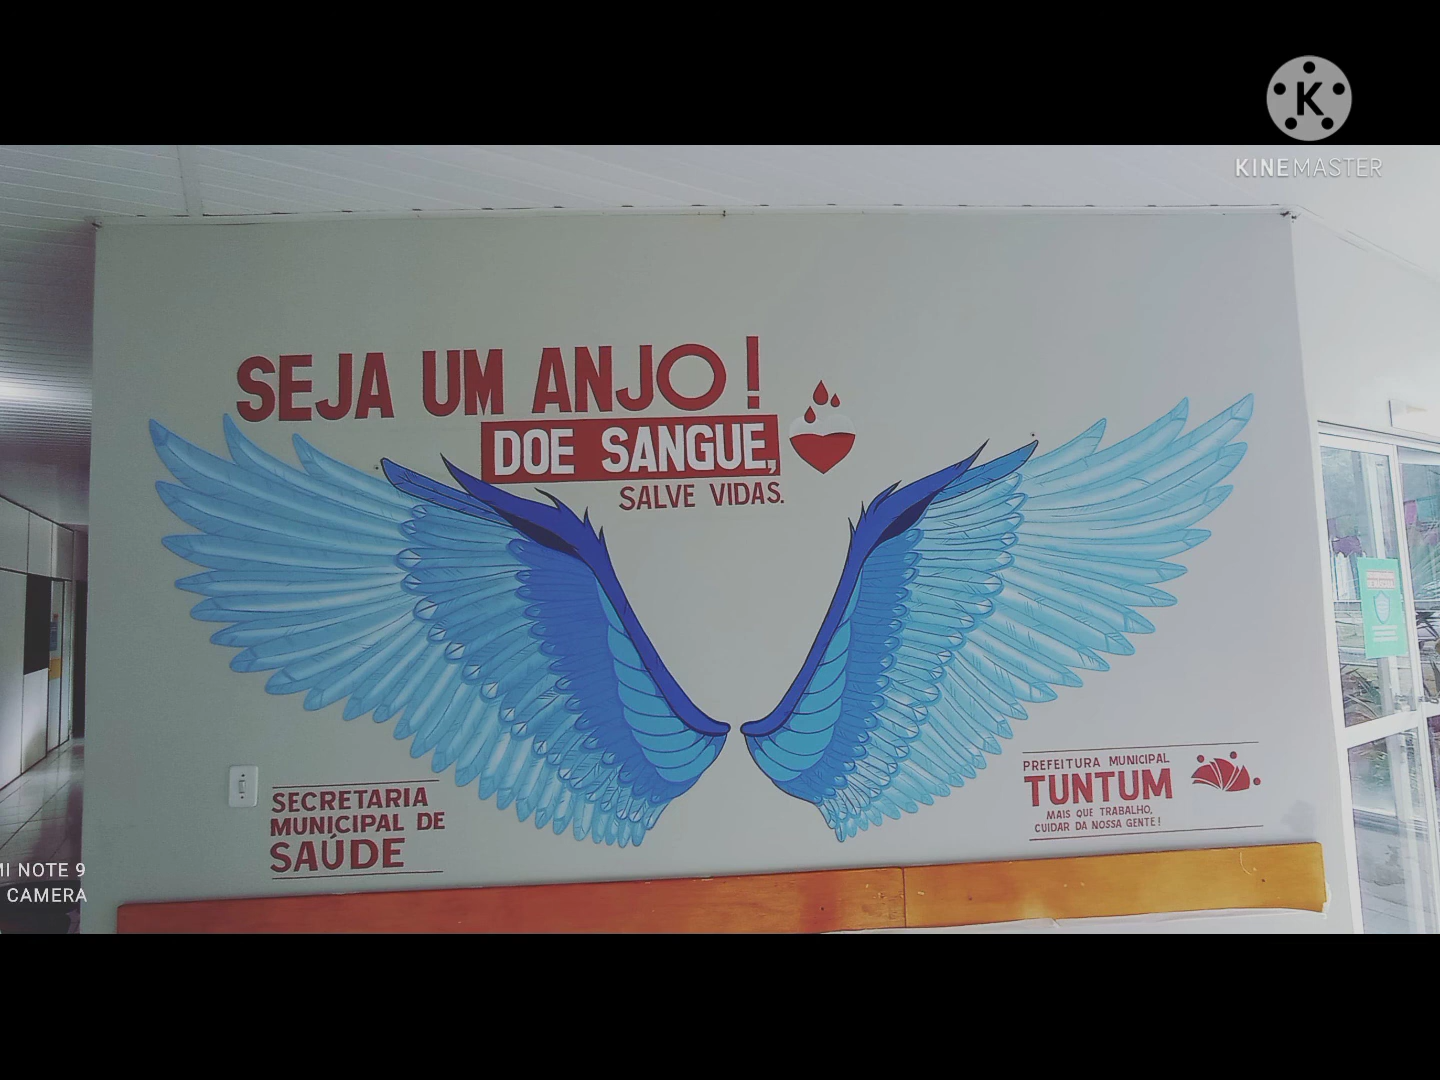 KINEMASTER
SEJA UM ANJO!
DOE SANGUE,
SALVE VIDAS.
SECRETARIA
MUNICIPAL DE
SAÚDE
PREFEITURA MUNICIPAL
TUNTUM
MAIS QUE TRABALHO,
CUIDAR DA NOSSA GENTE!
MI NOTE 9
CAMERA